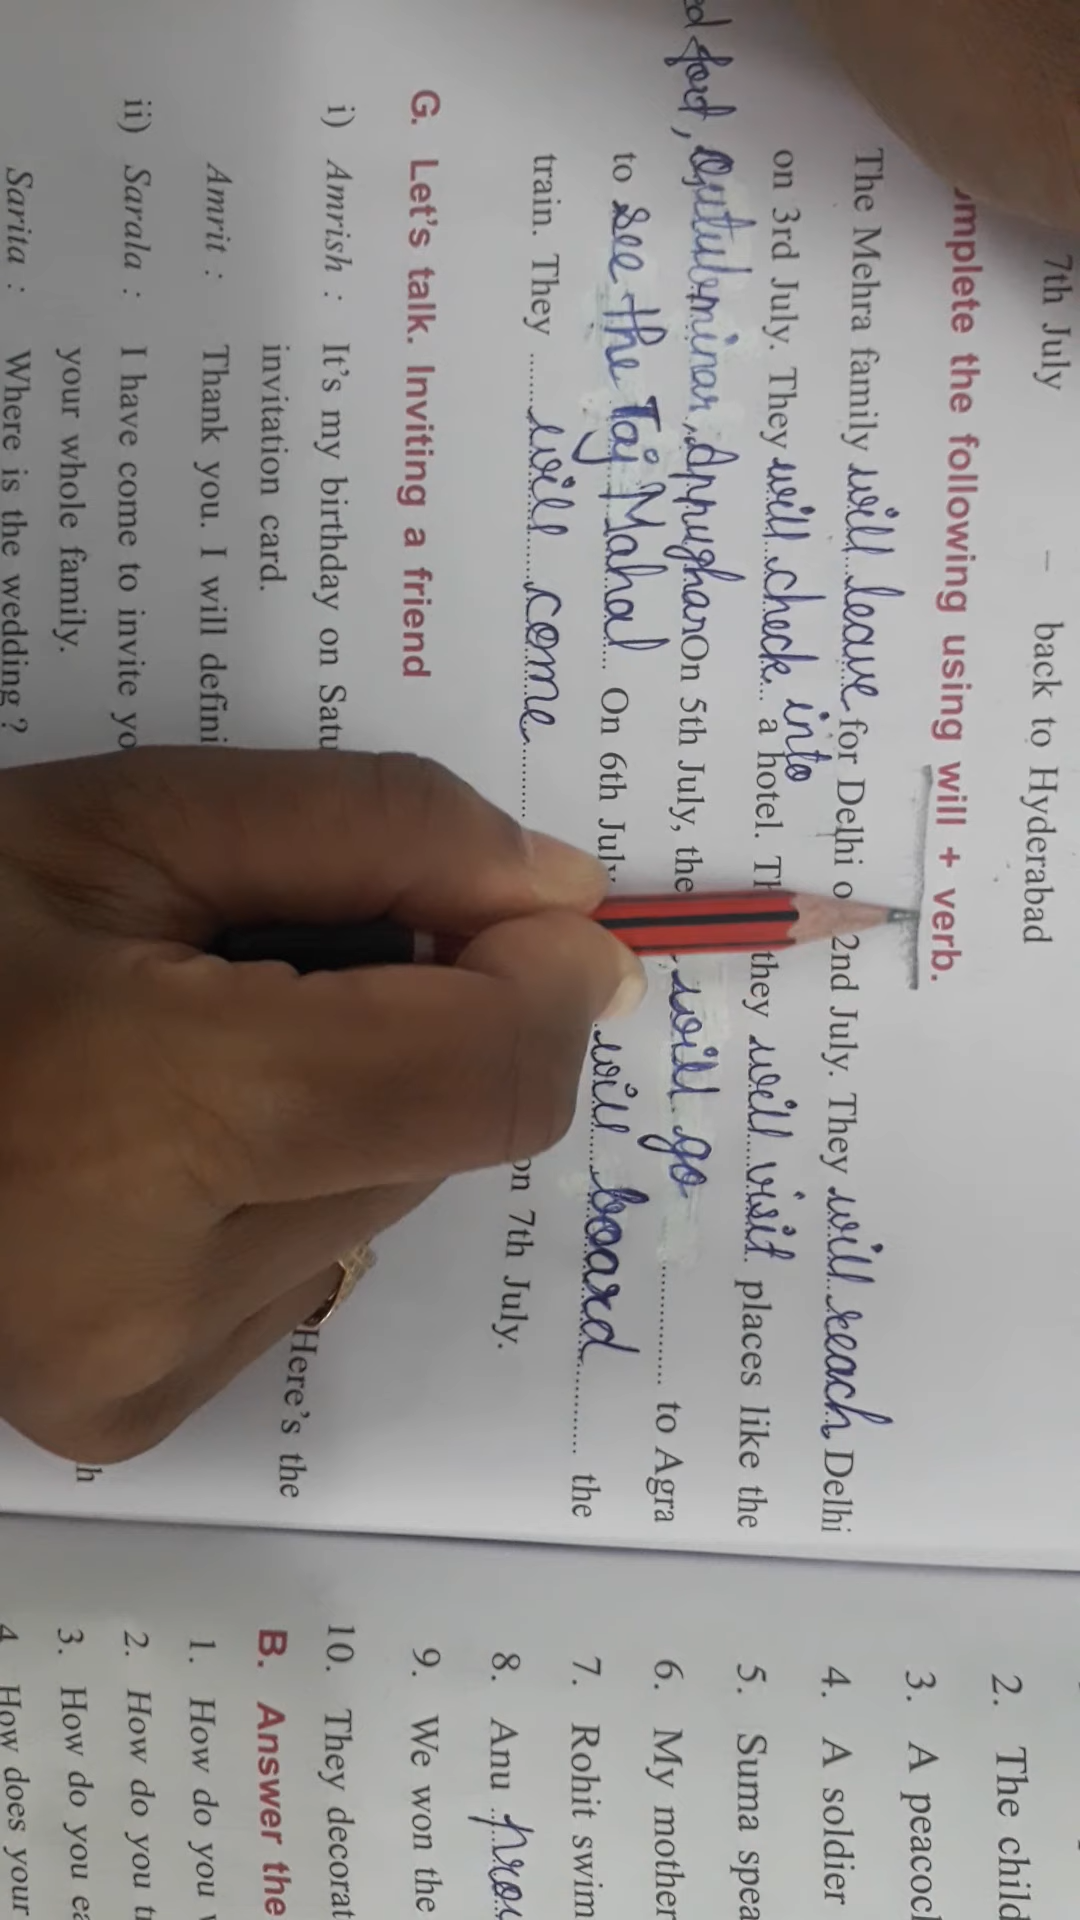 7th July – back to Hyderabad
mplete the following using will + verb.
The Mehra family will leave for Delhi o 2nd July. They will reach Delhi
on 3rd July. They will check into a hotel. Th they will visit places like the
ed fort, Qutubminar, Appughar On 5th July, the will go to Agra
to see the Taj Mahal On 6th July will board the
train. They will come on 7th July.
G. Let's talk. Inviting a friend
i) Amrish : It's my birthday on Satu Here's the
invitation card.
Amrit : Thank you. I will defini
ii) Sarala : I have come to invite yo h
your whole family.
Sarita : Where is the wedding ?
2. The child
3. A peacoc
4. A soldier
5. Suma spea
6. My mother
7. Rohit swim
8. Anu
9. We won the
10. They decorat
B. Answer the
1. How do you
2. How do you t
3. How do you ea
4 How does your